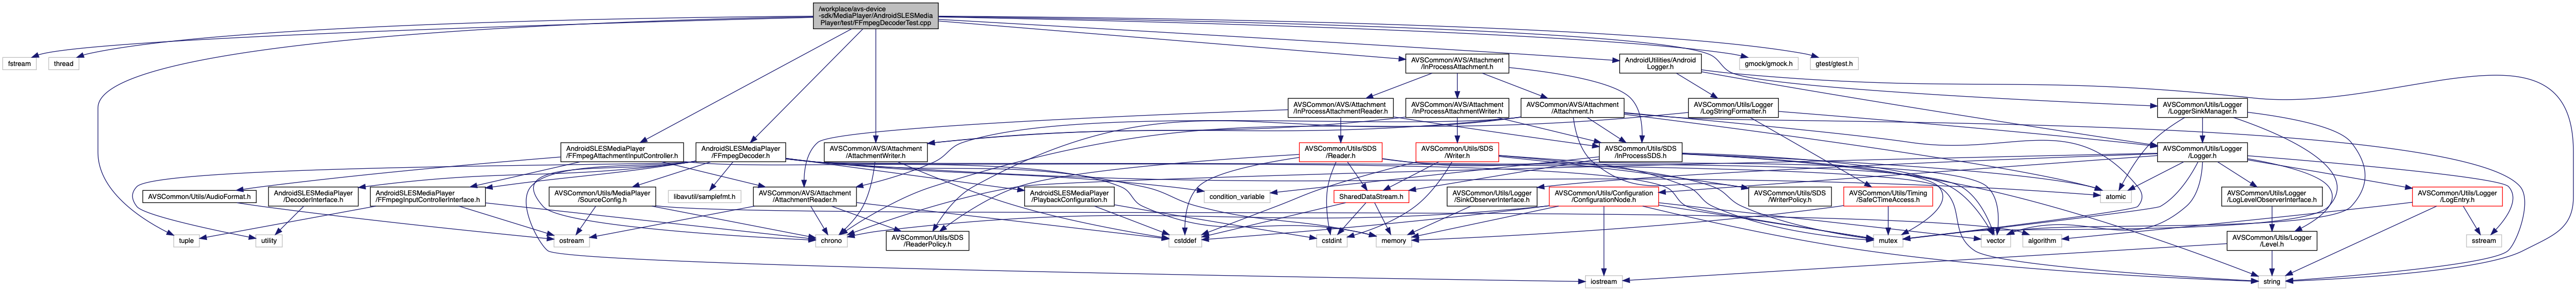 /workplace/avs-device
-sdk/MediaPlayer/AndroidSLESMedia
Player/test/FFmpegDecoderTest.cpp
fstream
thread
AVSCommon/AVS/Attachment
/InProcessAttachment.h
AndroidUtilities/Android
Logger.h
gmock/gmock.h
gtest/gtest.h
AVSCommon/AVS/Attachment
/InProcessAttachmentReader.h
AVSCommon/AVS/Attachment
/InProcessAttachmentWriter.h
AVSCommon/AVS/Attachment
/Attachment.h
AVSCommon/Utils/Logger
/LogStringFormatter.h
AVSCommon/Utils/Logger
/LoggerSinkManager.h
AndroidSLESMediaPlayer
/FFmpegAttachmentInputController.h
AndroidSLESMediaPlayer
/FFmpegDecoder.h
AVSCommon/AVS/Attachment
/AttachmentWriter.h
AVSCommon/Utils/SDS
/Reader.h
AVSCommon/Utils/SDS
/Writer.h
AVSCommon/Utils/SDS
/InProcessSDS.h
AVSCommon/Utils/Logger
/Logger.h
AVSCommon/Utils/AudioFormat.h
AndroidSLESMediaPlayer
/DecoderInterface.h
AndroidSLESMediaPlayer
/FFmpegInputControllerInterface.h
AVSCommon/Utils/MediaPlayer
/SourceConfig.h
libavutil/samplefmt.h
AVSCommon/AVS/Attachment
/AttachmentReader.h
AndroidSLESMediaPlayer
/PlaybackConfiguration.h
condition_variable
SharedDataStream.h
AVSCommon/Utils/Logger
/SinkObserverInterface.h
AVSCommon/Utils/Configuration
/ConfigurationNode.h
AVSCommon/Utils/SDS
/WriterPolicy.h
AVSCommon/Utils/Timing
/SafeCTimeAccess.h
atomic
AVSCommon/Utils/Logger
/LogLevelObserverInterface.h
AVSCommon/Utils/Logger
/LogEntry.h
tuple
utility
ostream
chrono
AVSCommon/Utils/SDS
/ReaderPolicy.h
cstddef
cstdint
memory
mutex
vector
algorithm
AVSCommon/Utils/Logger
/Level.h
sstream
iostream
string